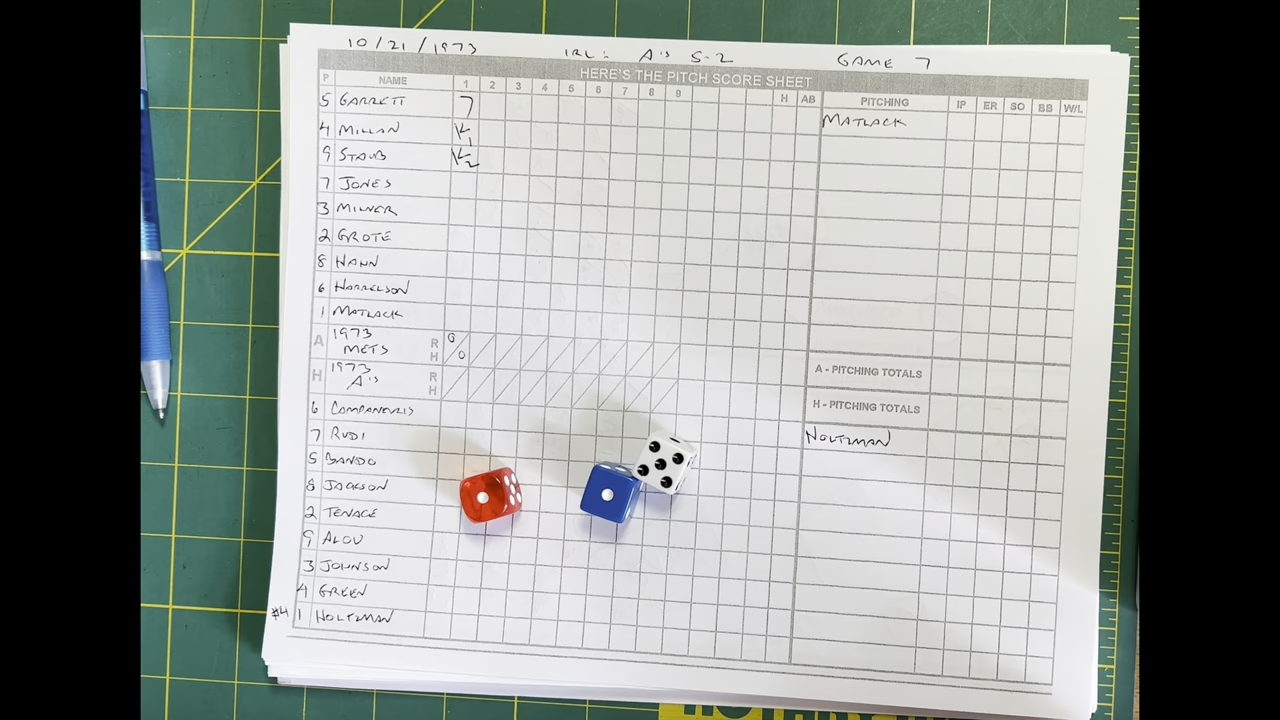 10/21/1973 IRL: A's 5-2 GAME 7
HERE'S THE PITCH SCORE SHEET
P NAME 1 2 3 4 5 6 7 8 9 H AB PITCHING IP ER SO BB W/L
5 GARRETT 7 MATLACK
4 MILLAN K1
9 STAUB K2
7 JONES
3 MILNER
2 GROTE
8 HAHN
6 HARRELSON
1 MATLACK
A 1973 METS R H 0/0
A - PITCHING TOTALS
H 1973 A's R H
H - PITCHING TOTALS
6 CAMPANERIS
7 RUDI HOLTZMAN
5 BANDO
8 JACKSON
2 TENACE
9 ALOU
3 JOHNSON
4 GREEN
#4 1 HOLTZMAN